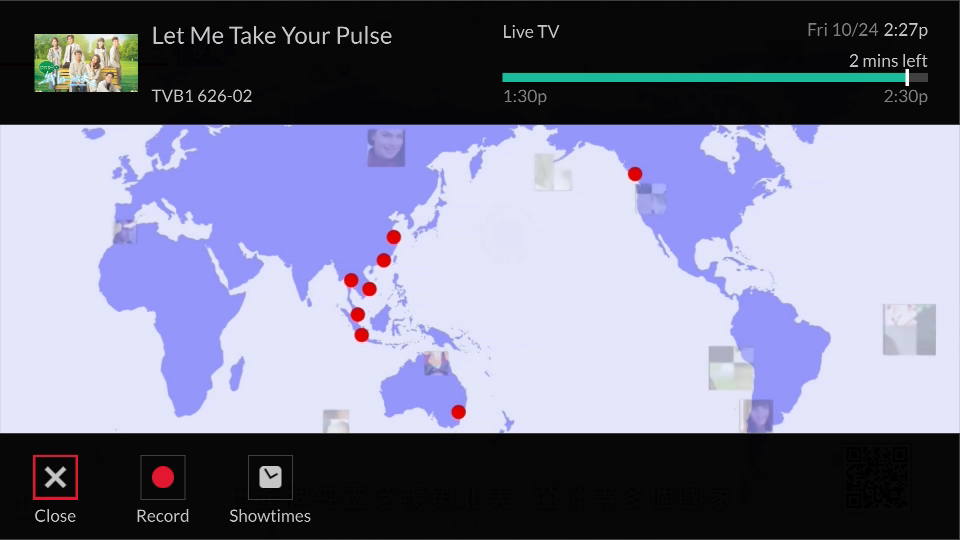 Let Me Take Your Pulse
TVB1 626-02
Live TV
Fri 10/24 2:27p
2 mins left
1:30p
2:30p
Close
Record
Showtimes